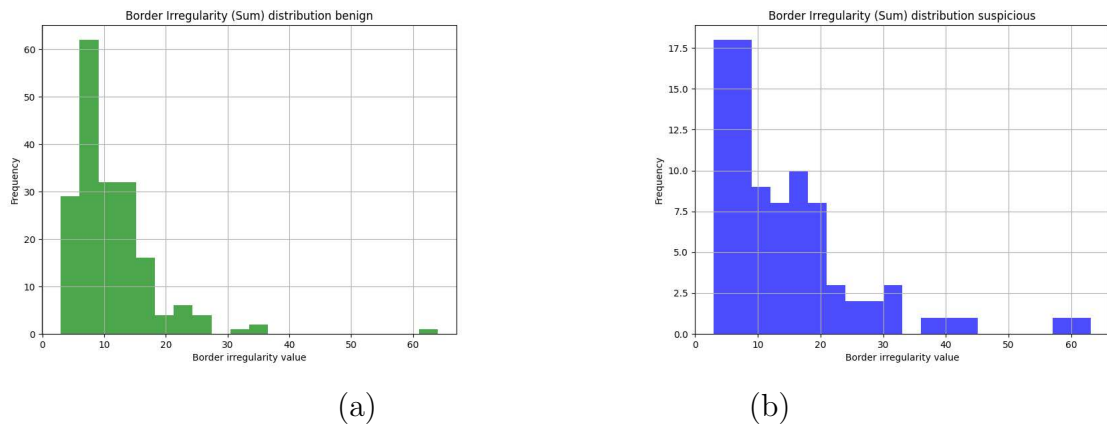 Border Irregularity (Sum) distribution benign
60
50
40
30
20
10
0
Frequency
0 10 20 30 40 50 60
Border irregularity value
(a)
Border Irregularity (Sum) distribution suspicious
17.5
15.0
12.5
10.0
7.5
5.0
2.5
0.0
Frequency
0 10 20 30 40 50 60
Border irregularity value
(b)